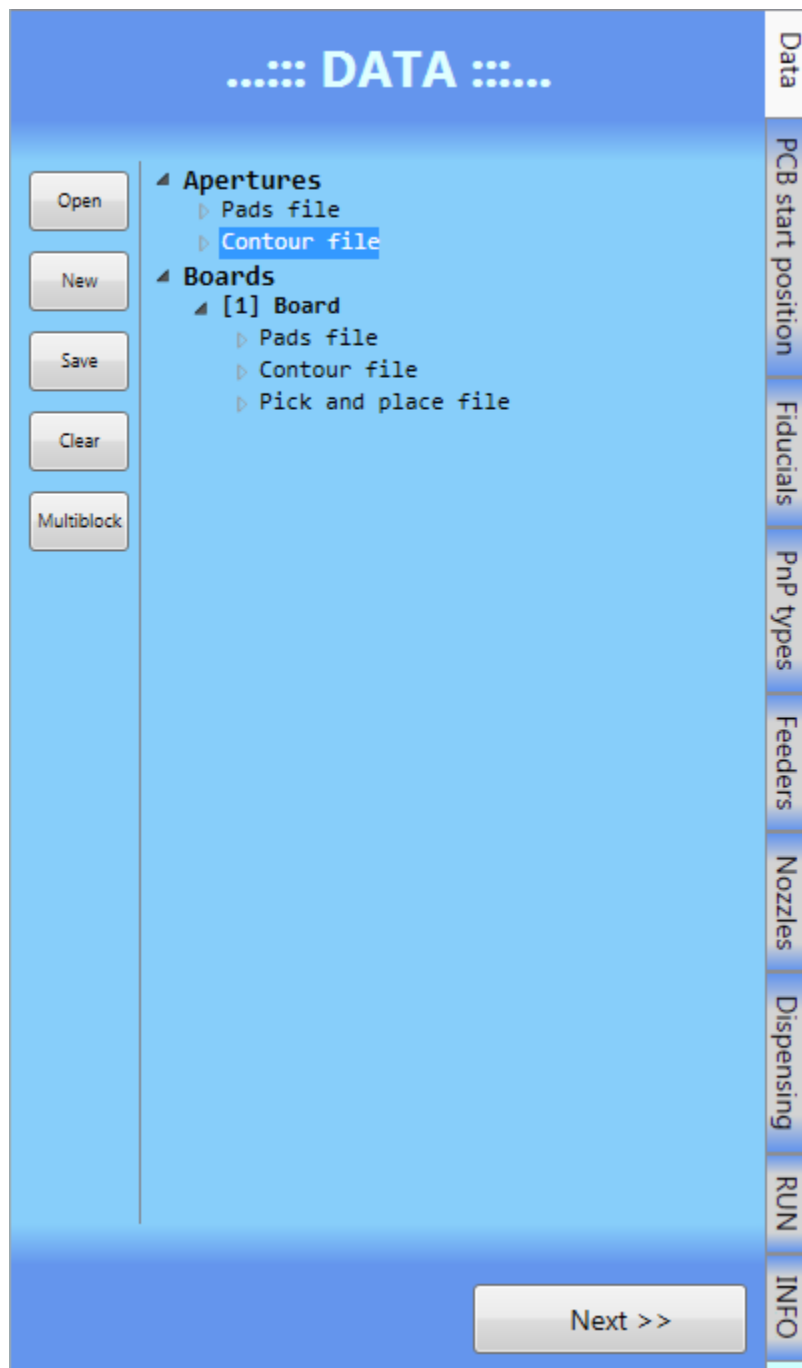 ...::: DATA :::...
Open
New
Save
Clear
Multiblock
Apertures
Pads file
Contour file
Boards
[1] Board
Pads file
Contour file
Pick and place file
Next >>
Data
PCB start position
Fiducials
PnP types
Feeders
Nozzles
Dispensing
RUN
INFO